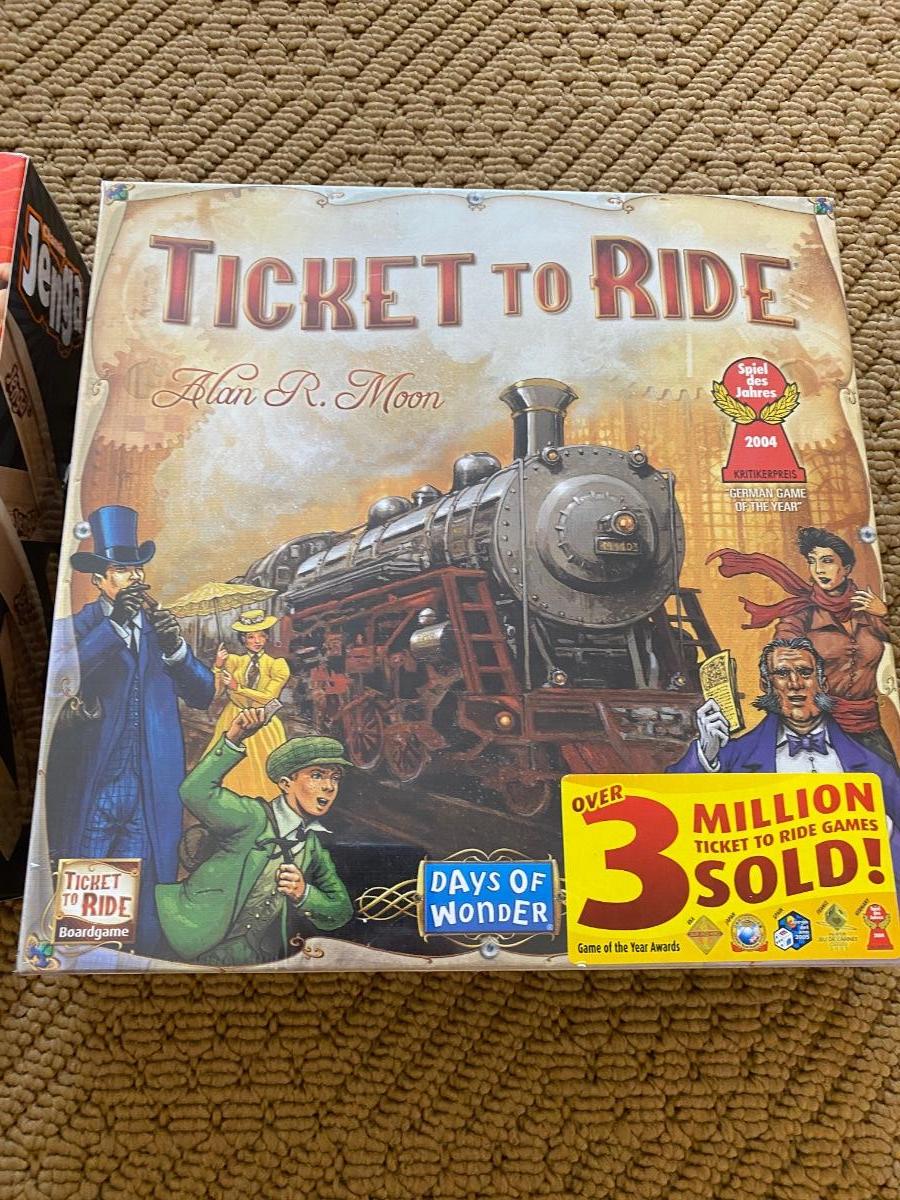 Jenga
TICKET TO RIDE
Alan R. Moon
Spiel
des
Jahres
2004
KRITIKERPREIS
"GERMAN GAME
OF THE YEAR"
TICKET
TO RIDE
Boardgame
DAYS OF
WONDER
OVER
3 MILLION
TICKET TO RIDE GAMES
SOLD!
Game of the Year Awards